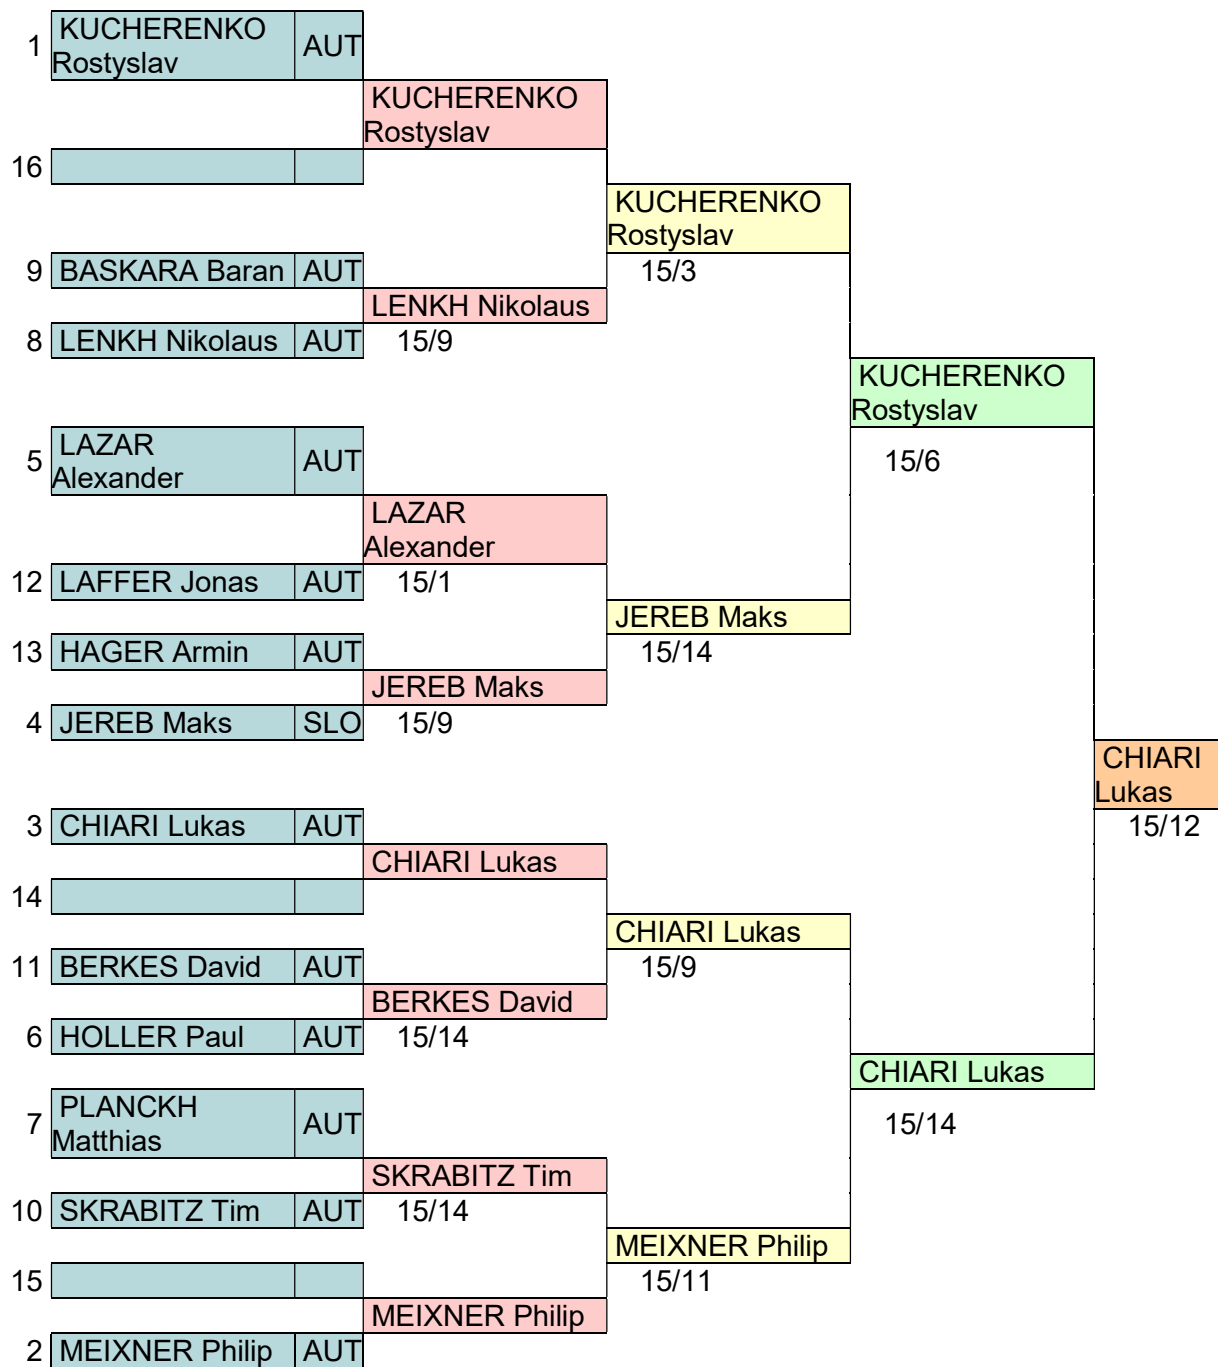 1 KUCHERENKO Rostyslav AUT
KUCHERENKO
Rostyslav
16
KUCHERENKO
Rostyslav
9 BASKARA Baran AUT 15/3
LENKH Nikolaus
8 LENKH Nikolaus AUT 15/9
KUCHERENKO
Rostyslav
5 LAZAR Alexander AUT 15/6
LAZAR
Alexander
12 LAFFER Jonas AUT 15/1
JEREB Maks
13 HAGER Armin AUT 15/14
JEREB Maks
4 JEREB Maks SLO 15/9
CHIARI
Lukas
3 CHIARI Lukas AUT 15/12
CHIARI Lukas
14
CHIARI Lukas
11 BERKES David AUT 15/9
BERKES David
6 HOLLER Paul AUT 15/14
CHIARI Lukas
7 PLANCKH Matthias AUT 15/14
SKRABITZ Tim
10 SKRABITZ Tim AUT 15/14
MEIXNER Philip
15 15/11
MEIXNER Philip
2 MEIXNER Philip AUT